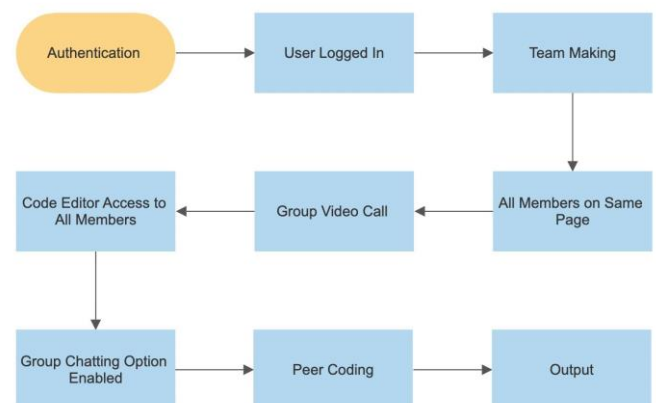 Authentication
User Logged In
Team Making
All Members on Same
Page
Group Video Call
Code Editor Access to
All Members
Group Chatting Option
Enabled
Peer Coding
Output